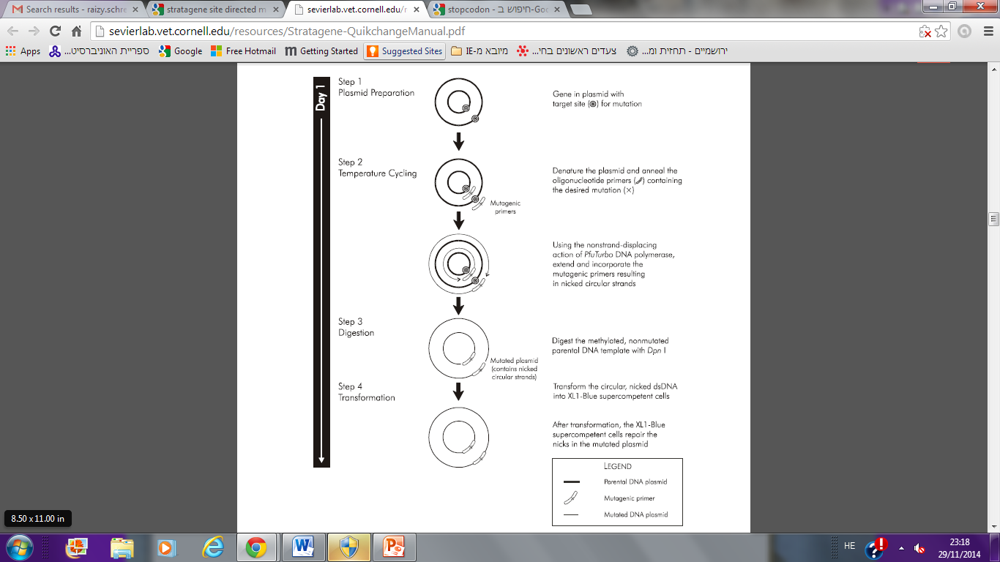 Search results - raizy.schre
stratagene site directed m
sevierlab.vet.cornell.edu/r
stopcodon - חיפוש ב-Goo
sevierlab.vet.cornell.edu/resources/Stratagene-QuikchangeManual.pdf
Apps
ספריית האוניברסיט...
Google
Free Hotmail
Getting Started
Suggested Sites
מיובא מ-IE
צעדים ראשונים בחי...
ירושמיים - תחזית ומ...
Day 1
Step 1
Plasmid Preparation
Gene in plasmid with
target site ( ) for mutation
Step 2
Temperature Cycling
Mutagenic
primers
Denature the plasmid and anneal the
oligonucleotide primers ( ) containing
the desired mutation (×)
Using the nonstrand-displacing
action of PfuTurbo DNA polymerase,
extend and incorporate the
mutagenic primers resulting
in nicked circular strands
Step 3
Digestion
Mutated plasmid
(contains nicked
circular strands)
Digest the methylated, nonmutated
parental DNA template with Dpn I
Step 4
Transformation
Transform the circular, nicked dsDNA
into XL1-Blue supercompetent cells
After transformation, the XL1-Blue
supercompetent cells repair the
nicks in the mutated plasmid
LEGEND
Parental DNA plasmid
Mutagenic primer
Mutated DNA plasmid
8.50 x 11.00 in
HE
23:18
29/11/2014